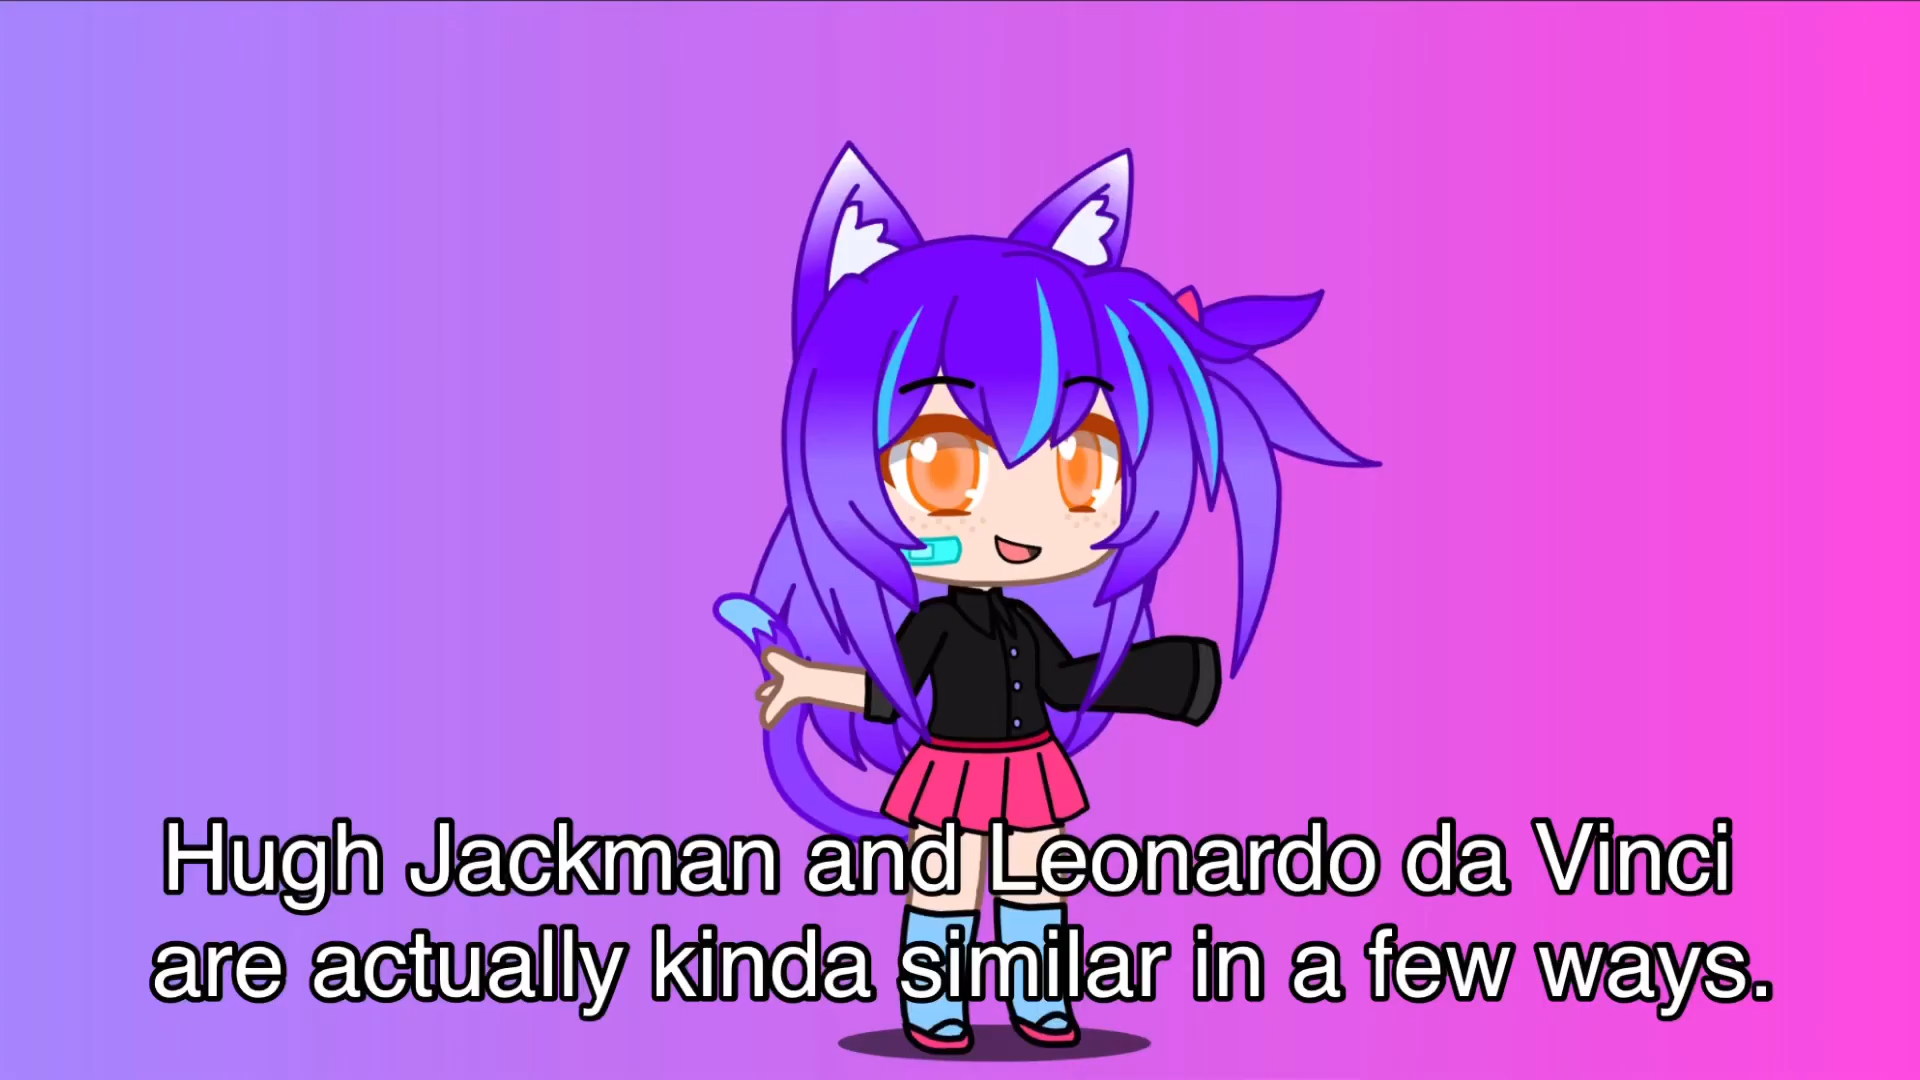 Hugh Jackman and Leonardo da Vinci
are actually kinda similar in a few ways.